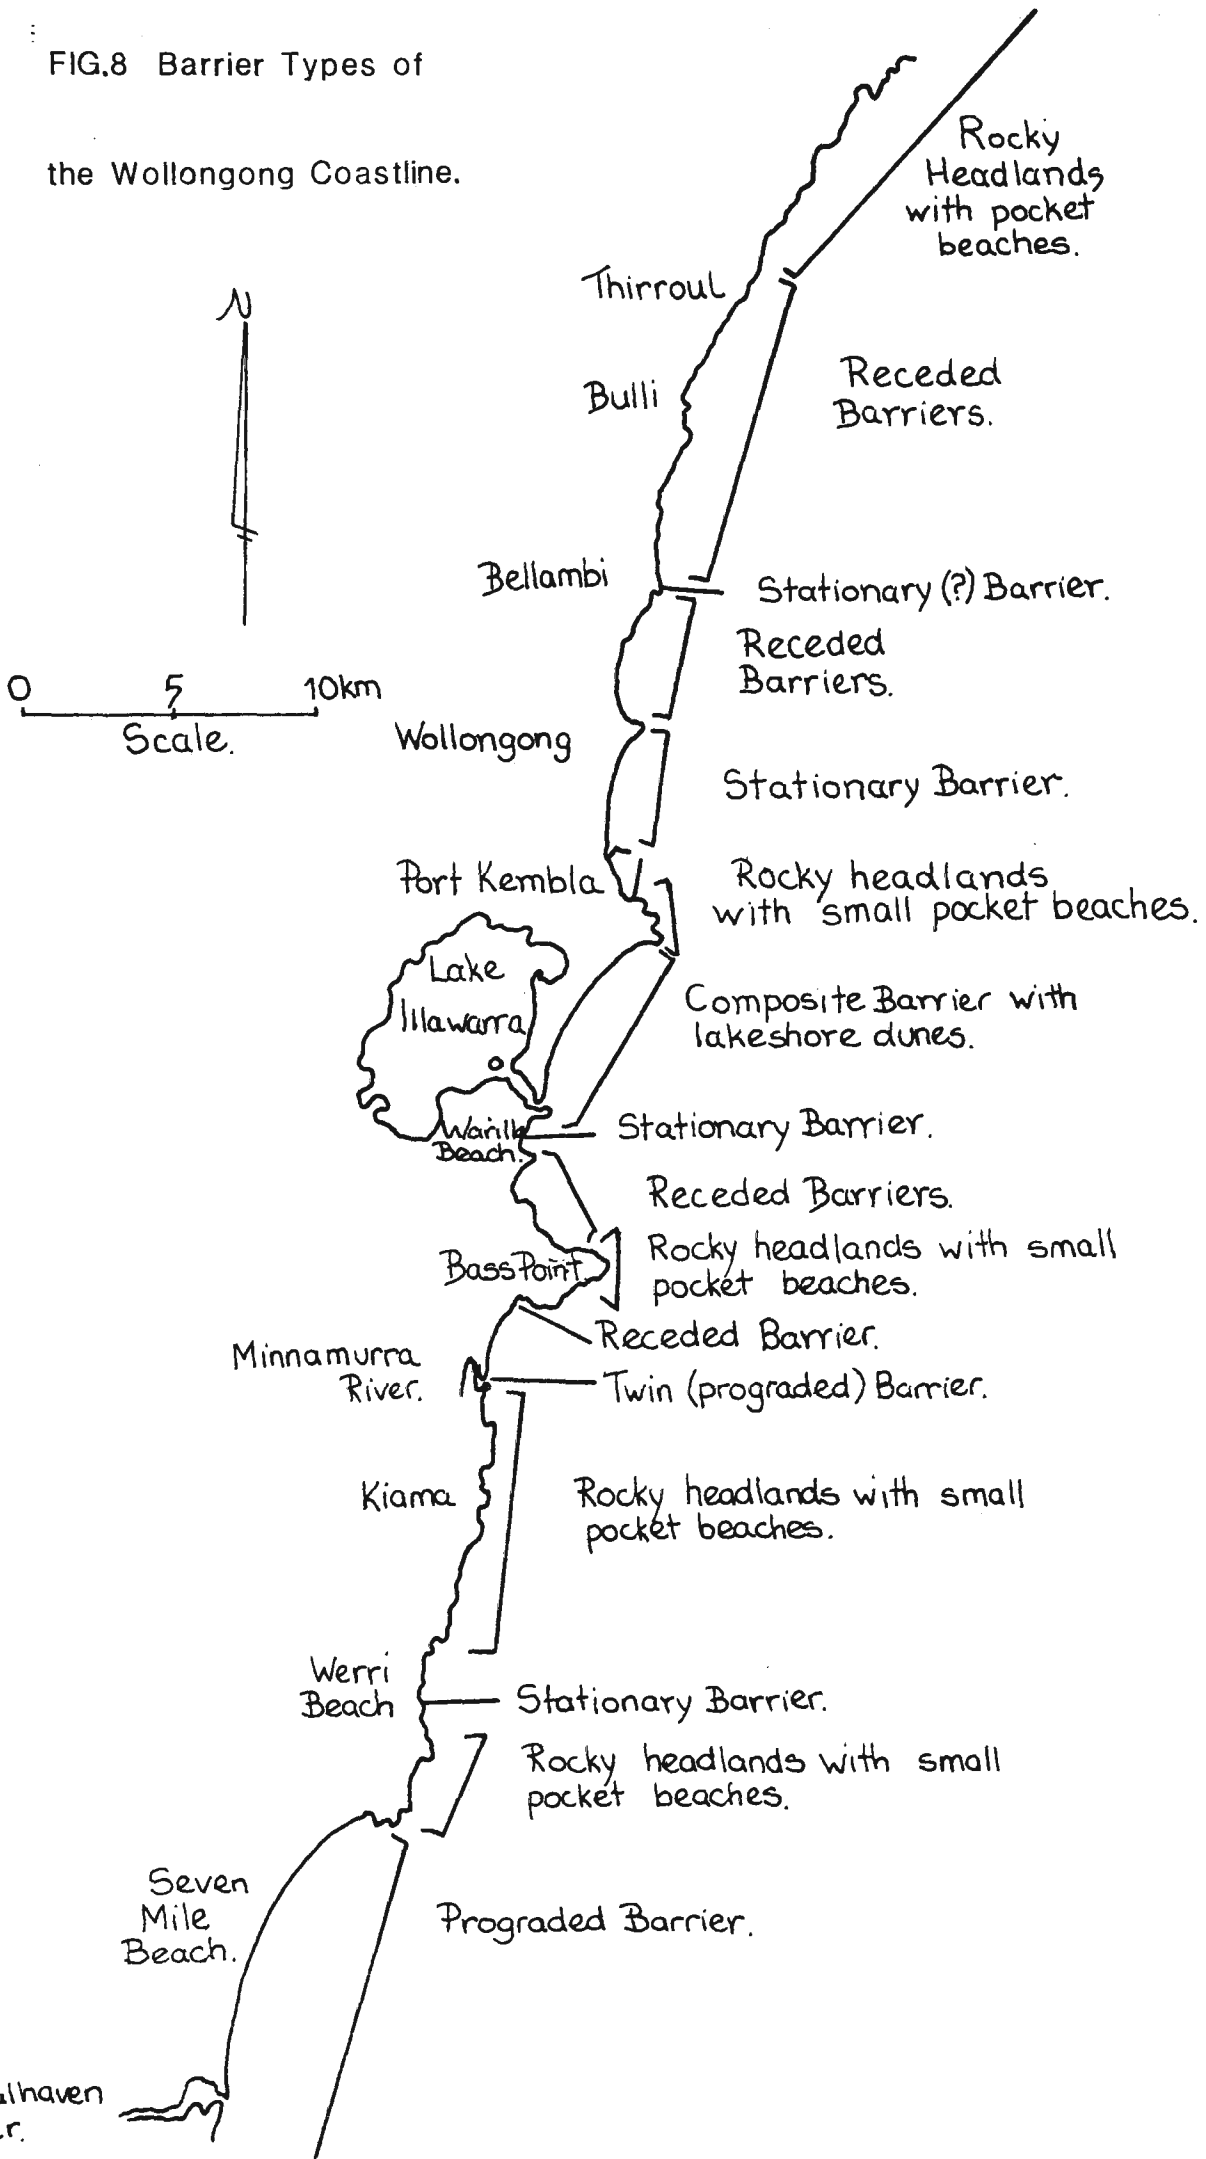 FIG.8 Barrier Types of
the Wollongong Coastline.
N
Rocky
Headlands
with pocket
beaches.
Thirroul
Receded
Barriers.
Bulli
Bellambi
Stationary (?) Barrier.
Receded
Barriers.
0 5 10km
Scale.
Wollongong
Stationary Barrier.
Port Kembla
Rocky headlands
with small pocket beaches.
Lake
Illawarra
Composite Barrier with
lakeshore dunes.
Warilla
Beach.
Stationary Barrier.
Receded Barriers.
Bass Point
Rocky headlands with small
pocket beaches.
Receded Barrier.
Minnamurra
River.
Twin (prograded) Barrier.
Kiama
Rocky headlands with small
pocket beaches.
Werri
Beach
Stationary Barrier.
Rocky headlands with small
pocket beaches.
Seven
Mile
Beach.
Prograded Barrier.
lhaven
r.